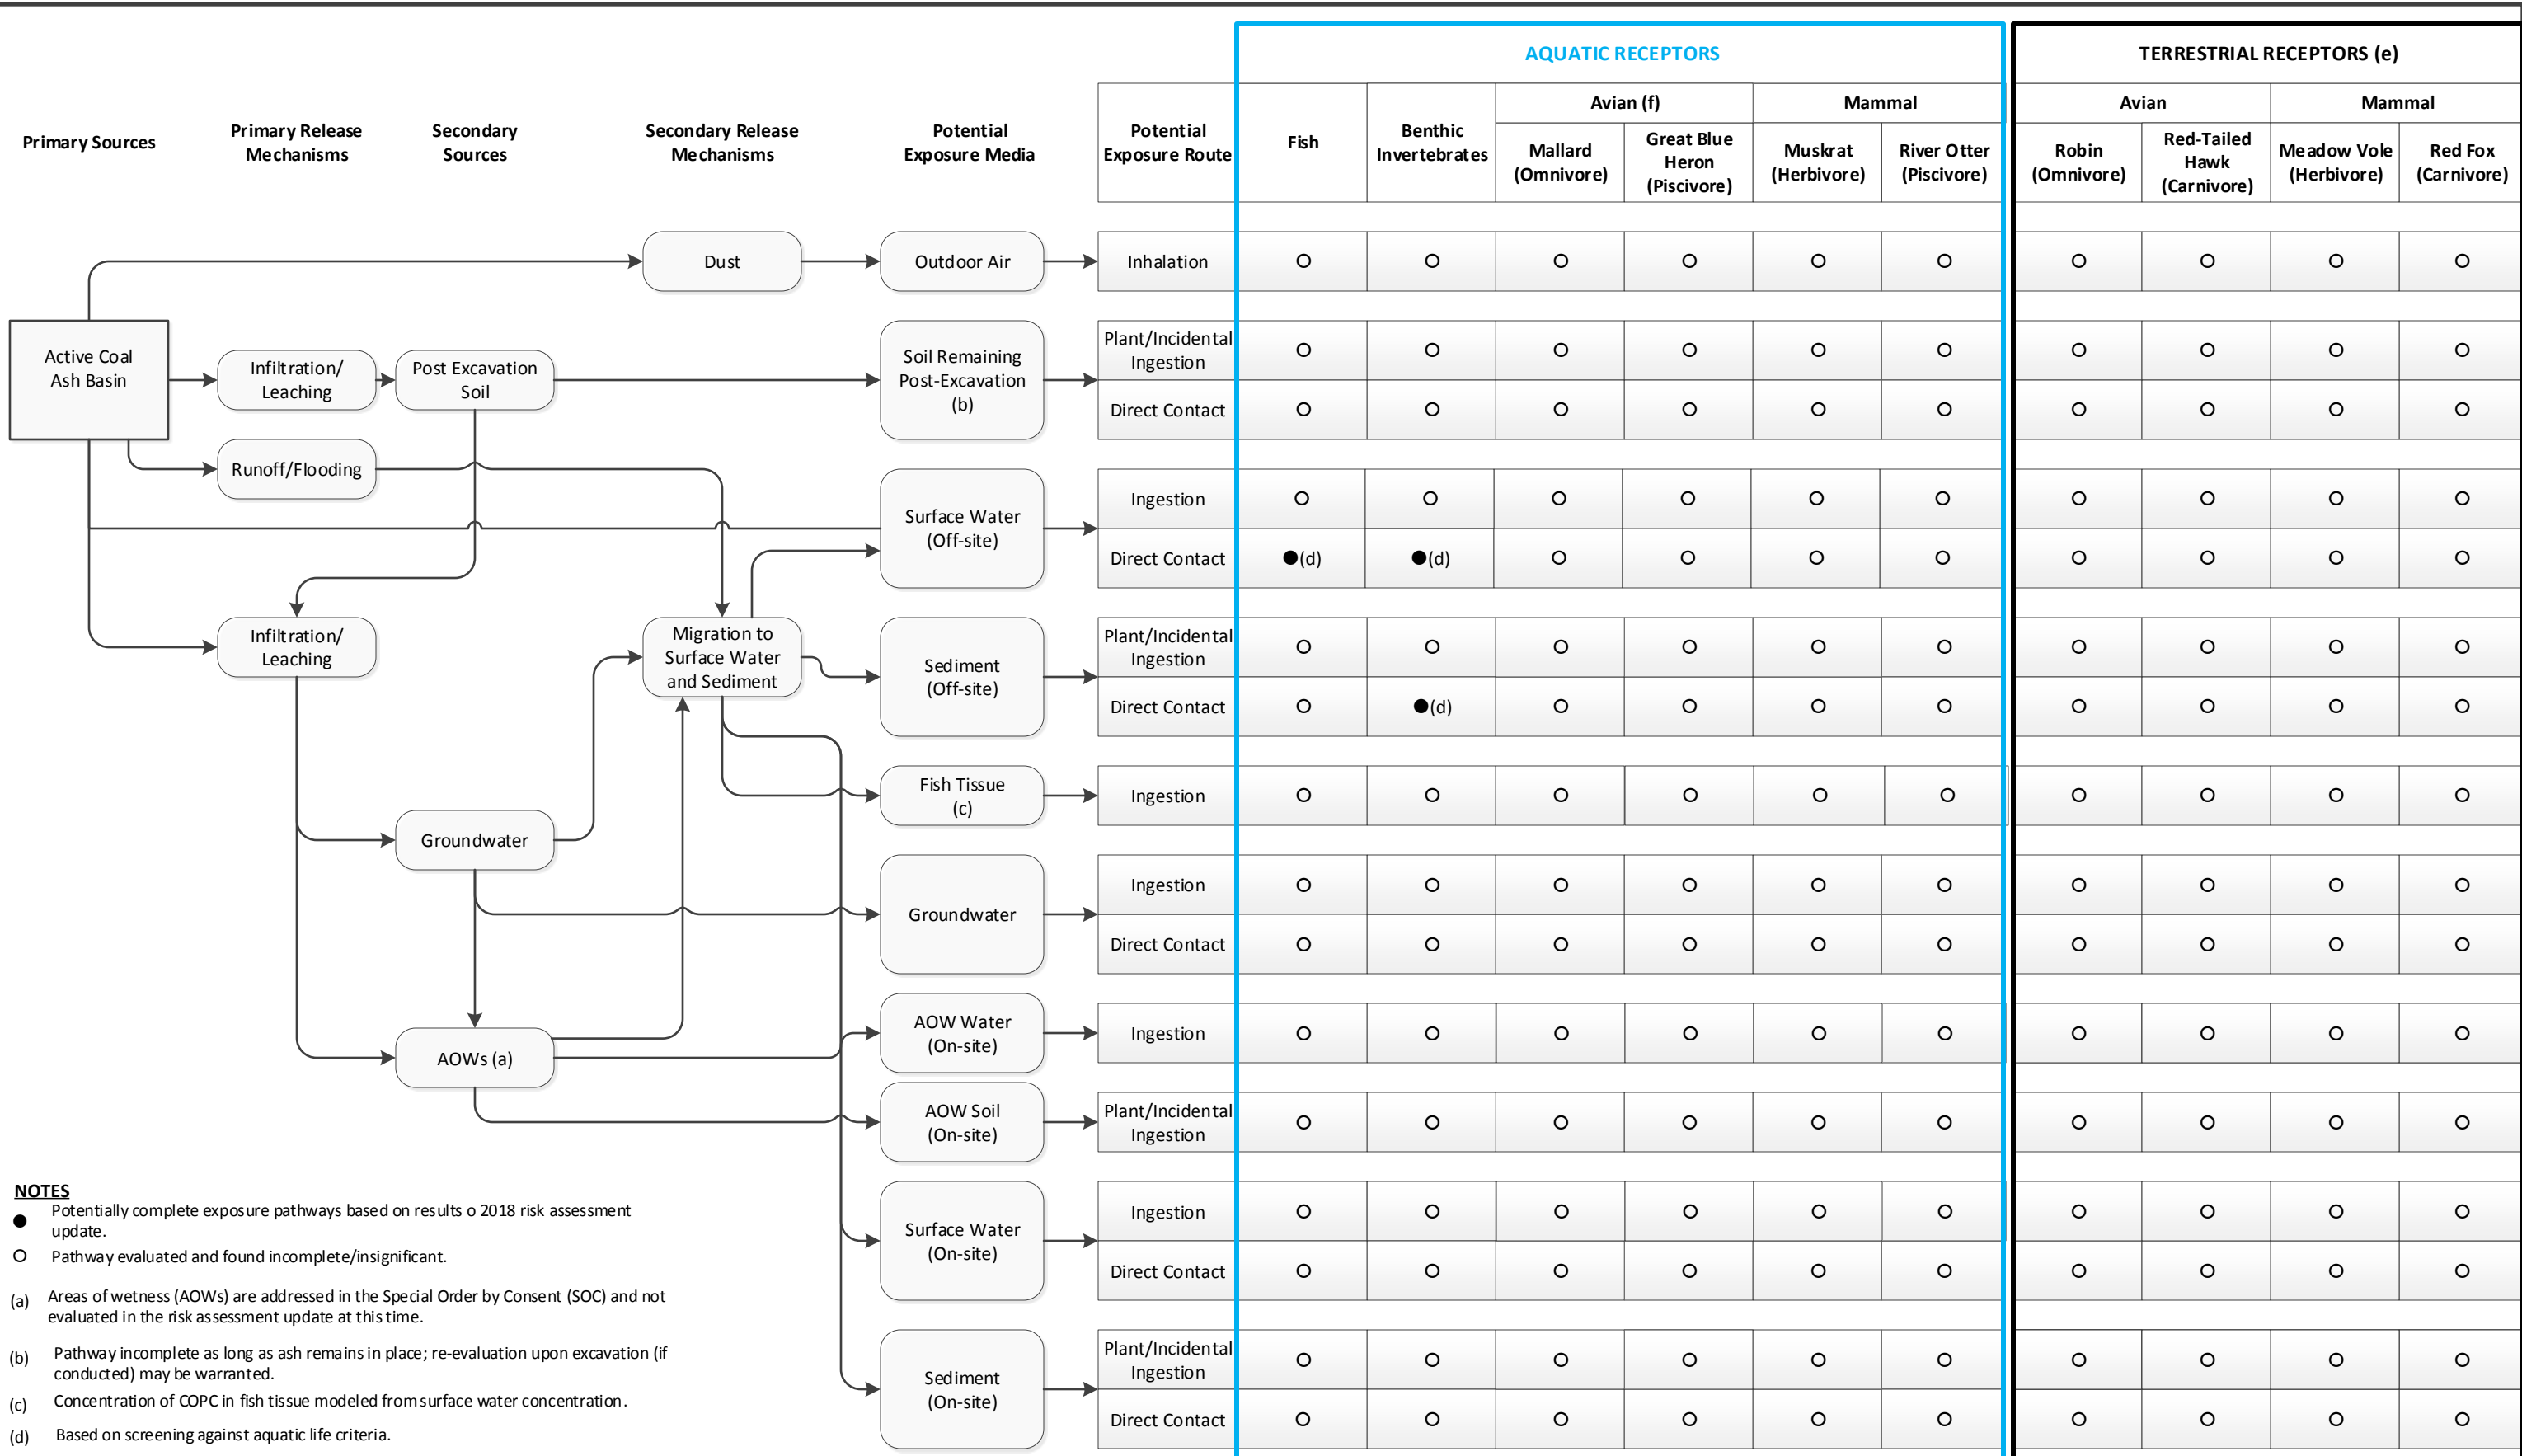 AQUATIC RECEPTORS
TERRESTRIAL RECEPTORS (e)
Primary Sources
Primary Release
Mechanisms
Secondary
Sources
Secondary Release
Mechanisms
Potential
Exposure Media
Potential
Exposure Route
Fish
Benthic
Invertebrates
Avian (f)
Mallard
(Omnivore)
Great Blue
Heron
(Piscivore)
Mammal
Muskrat
(Herbivore)
River Otter
(Piscivore)
Avian
Robin
(Omnivore)
Red-Tailed
Hawk
(Carnivore)
Mammal
Meadow Vole
(Herbivore)
Red Fox
(Carnivore)
Dust
Outdoor Air
Inhalation
Active Coal
Ash Basin
Infiltration/
Leaching
Post Excavation
Soil
Soil Remaining
Post-Excavation
(b)
Plant/Incidental
Ingestion
Direct Contact
Runoff/Flooding
Surface Water
(Off-site)
Ingestion
Direct Contact
(d)
(d)
Infiltration/
Leaching
Migration to
Surface Water
and Sediment
Sediment
(Off-site)
Plant/Incidental
Ingestion
Direct Contact
(d)
Fish Tissue
(c)
Ingestion
Groundwater
Groundwater
Ingestion
Direct Contact
AOWs (a)
AOW Water
(On-site)
Ingestion
AOW Soil
(On-site)
Plant/Incidental
Ingestion
Surface Water
(On-site)
Ingestion
Direct Contact
Sediment
(On-site)
Plant/Incidental
Ingestion
Direct Contact
NOTES
Potentially complete exposure pathways based on results o 2018 risk assessment
update.
Pathway evaluated and found incomplete/insignificant.
(a) Areas of wetness (AOWs) are addressed in the Special Order by Consent (SOC) and not
evaluated in the risk assessment update at this time.
(b) Pathway incomplete as long as ash remains in place; re-evaluation upon excavation (if
conducted) may be warranted.
(c) Concentration of COPC in fish tissue modeled from surface water concentration.
(d) Based on screening against aquatic life criteria.